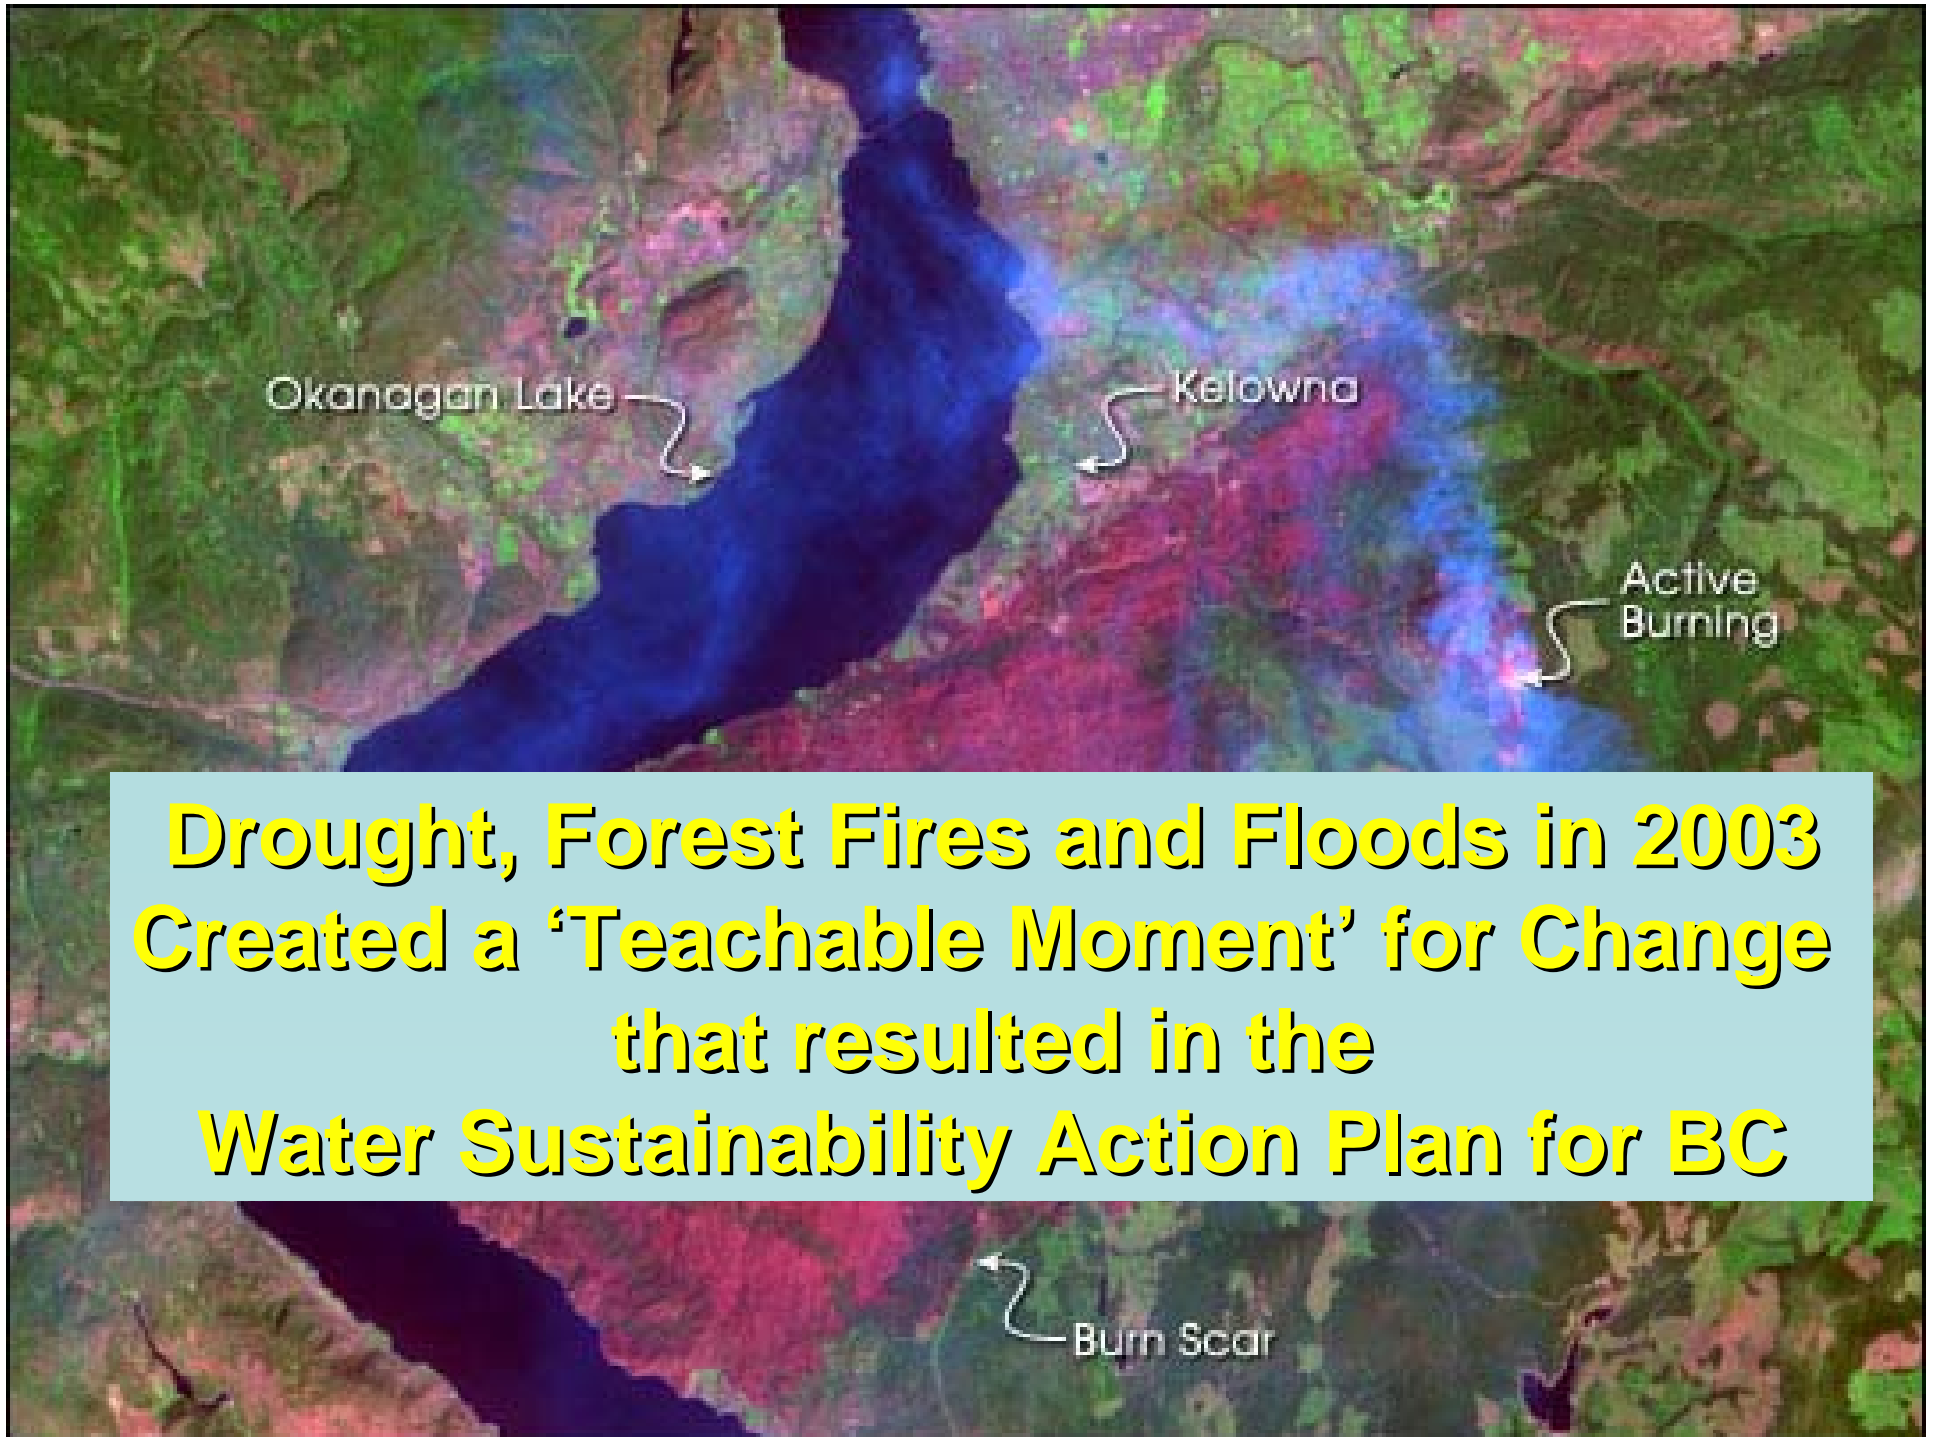 Okanagan Lake
Kelowna
Active
Burning
Drought, Forest Fires and Floods in 2003
Created a ‘Teachable Moment’ for Change
that resulted in the
Water Sustainability Action Plan for BC
Burn Scar